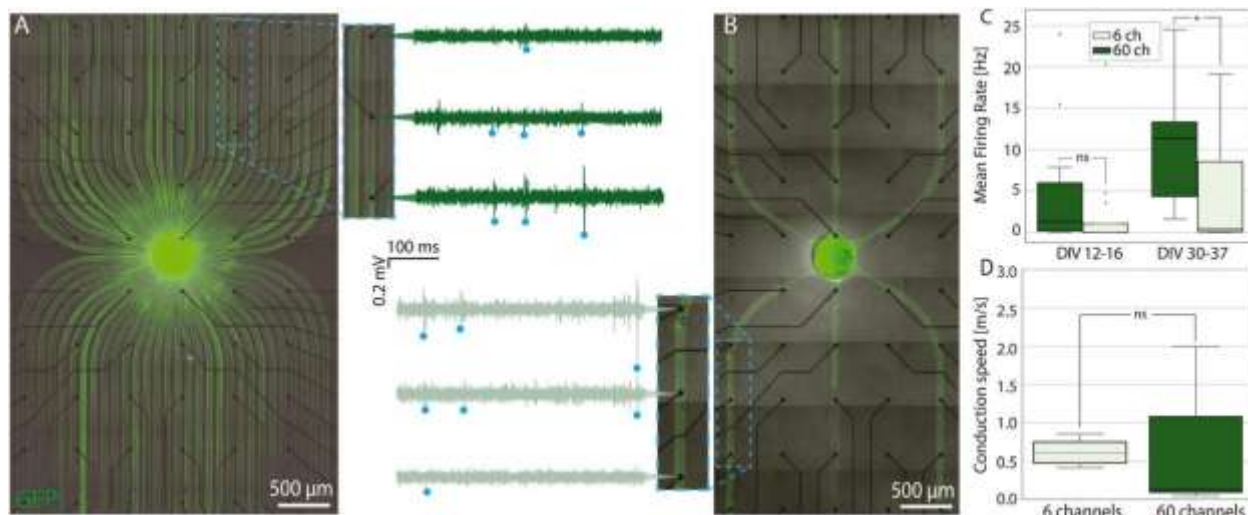 A
100 ms
0.2 mV
500 µm
B
500 µm
C
Mean Firing Rate [Hz]
25
20
15
10
5
0
6 ch
60 ch
ns
DIV 12-16
DIV 30-37
D
Conduction speed [m/s]
3.0
2.5
2.0
1.5
1.0
0.5
0.0
ns
6 channels
60 channels